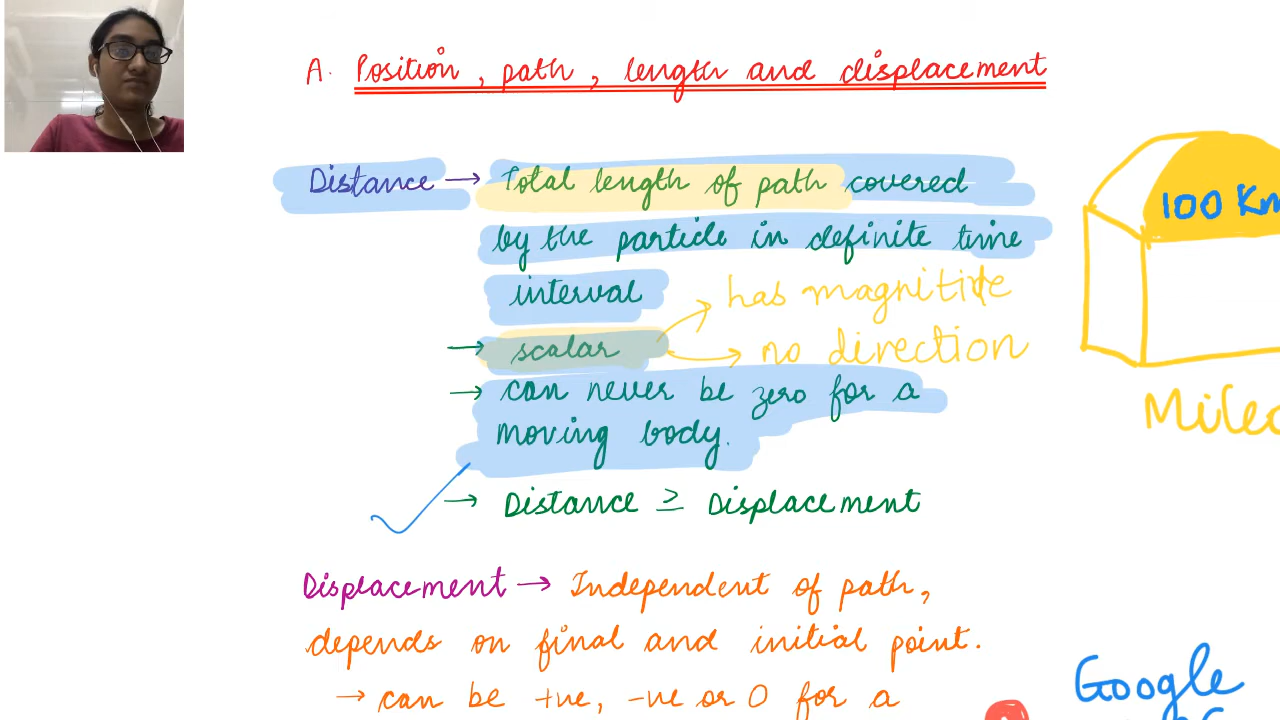 A. Position, path, length and displacement
Distance → Total length of path covered
by the particle in definite time
interval
→ scalar
has magnitite
no direction
→ can never be zero for a
moving body.
→ Distance ≥ Displacement
100 Km
Displacement → Independent of path,
depends on final and initial point.
→ can be +ve, -ve or 0 for a
Google